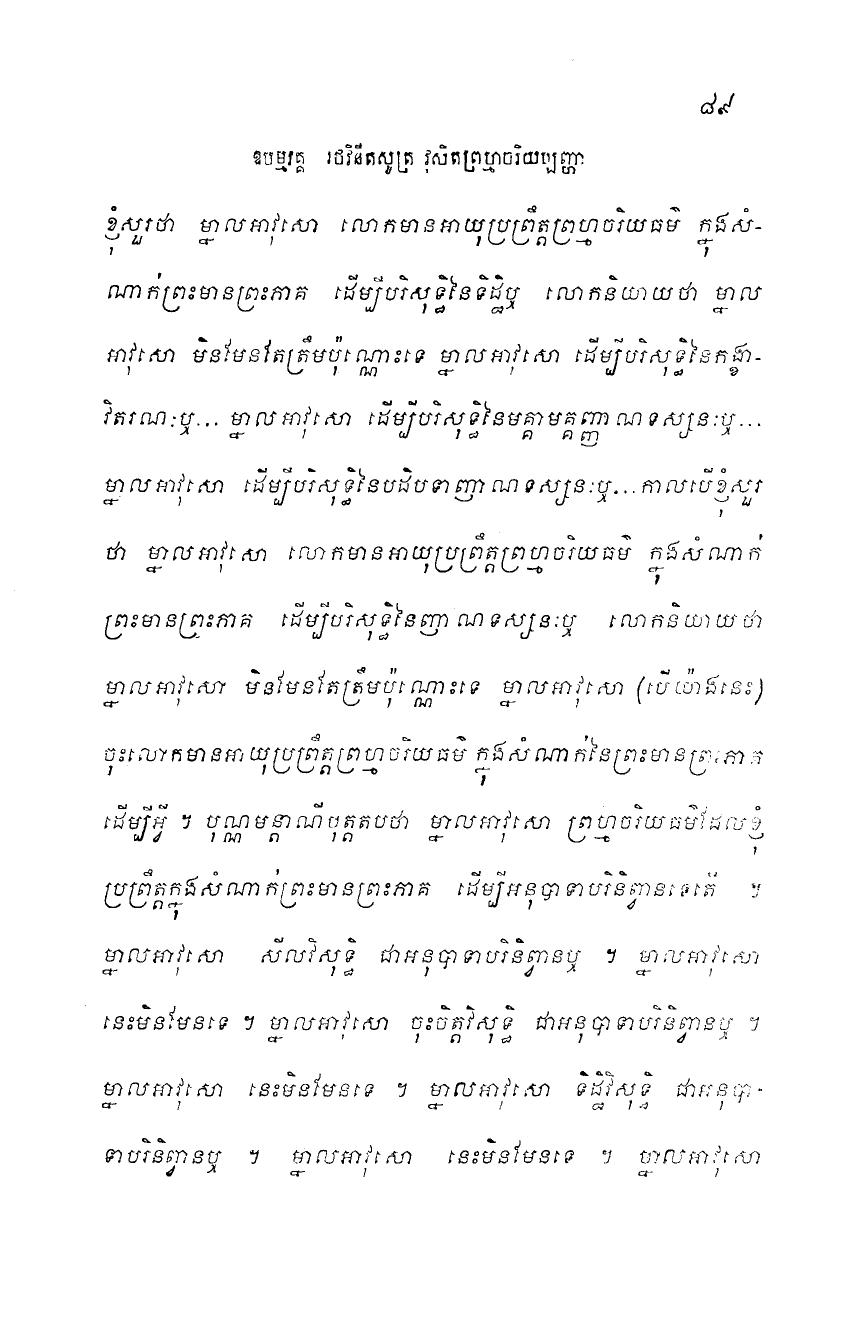 ៨៩
ឱបម្មវគ្គ រថវិនីតសូត្រ វុសិតព្រហ្មចរិយប្បញ្ហា
ខ្ញុំសួរថា ម្នាលអាវុសោ លោកមានអាយុប្រព្រឹត្តព្រហ្មចរិយធម៌ ក្នុងសំ-
ណាក់ព្រះមានព្រះភាគ ដើម្បីបរិសុទ្ធិនៃទិដ្ឋិឬ លោកនិយាយថា ម្នាល
អាវុសោ មិនមែនតែត្រឹមប៉ុណ្ណោះទេ ម្នាលអាវុសោ ដើម្បីបរិសុទ្ធិនៃកង្ខា-
វិតរណៈឬ... ម្នាលអាវុសោ ដើម្បីបរិសុទ្ធិនៃមគ្គាមគ្គញ្ញាណទស្សនៈឬ...
ម្នាលអាវុសោ ដើម្បីបរិសុទ្ធិនៃបដិបទាញាណទស្សនៈឬ...កាលបើខ្ញុំសួរ
ថា ម្នាលអាវុសោ លោកមានអាយុប្រព្រឹត្តព្រហ្មចរិយធម៌ ក្នុងសំណាក់
ព្រះមានព្រះភាគ ដើម្បីបរិសុទ្ធិនៃញាណទស្សនៈឬ លោកនិយាយថា
ម្នាលអាវុសោ មិនមែនតែត្រឹមប៉ុណ្ណោះទេ ម្នាលអាវុសោ (បើយ៉ាងនេះ)
ចុះលោកមានអាយុប្រព្រឹត្តព្រហ្មចរិយធម៌ ក្នុងសំណាក់នៃព្រះមានព្រះភាគ
ដើម្បីអ្វី ។ បុណ្ណមន្តាណីបុត្តតបថា ម្នាលអាវុសោ ព្រហ្មចរិយធម៌ដែលខ្ញុំ
ប្រព្រឹត្តក្នុងសំណាក់ព្រះមានព្រះភាគ ដើម្បីអនុបាទាបរិនិព្វានទេតើ ។
ម្នាលអាវុសោ សីលវិសុទ្ធិ ជាអនុបាទាបរិនិព្វានឬ ។ ម្នាលអាវុសោ
នេះមិនមែនទេ ។ ម្នាលអាវុសោ ចុះចិត្តវិសុទ្ធិ ជាអនុបាទាបរិនិព្វានឬ ។
ម្នាលអាវុសោ នេះមិនមែនទេ ។ ម្នាលអាវុសោ ទិដ្ឋិវិសុទ្ធិ ជាអនុបា-
ទាបរិនិព្វានឬ ។ ម្នាលអាវុសោ នេះមិនមែនទេ ។ ម្នាលអាវុសោ